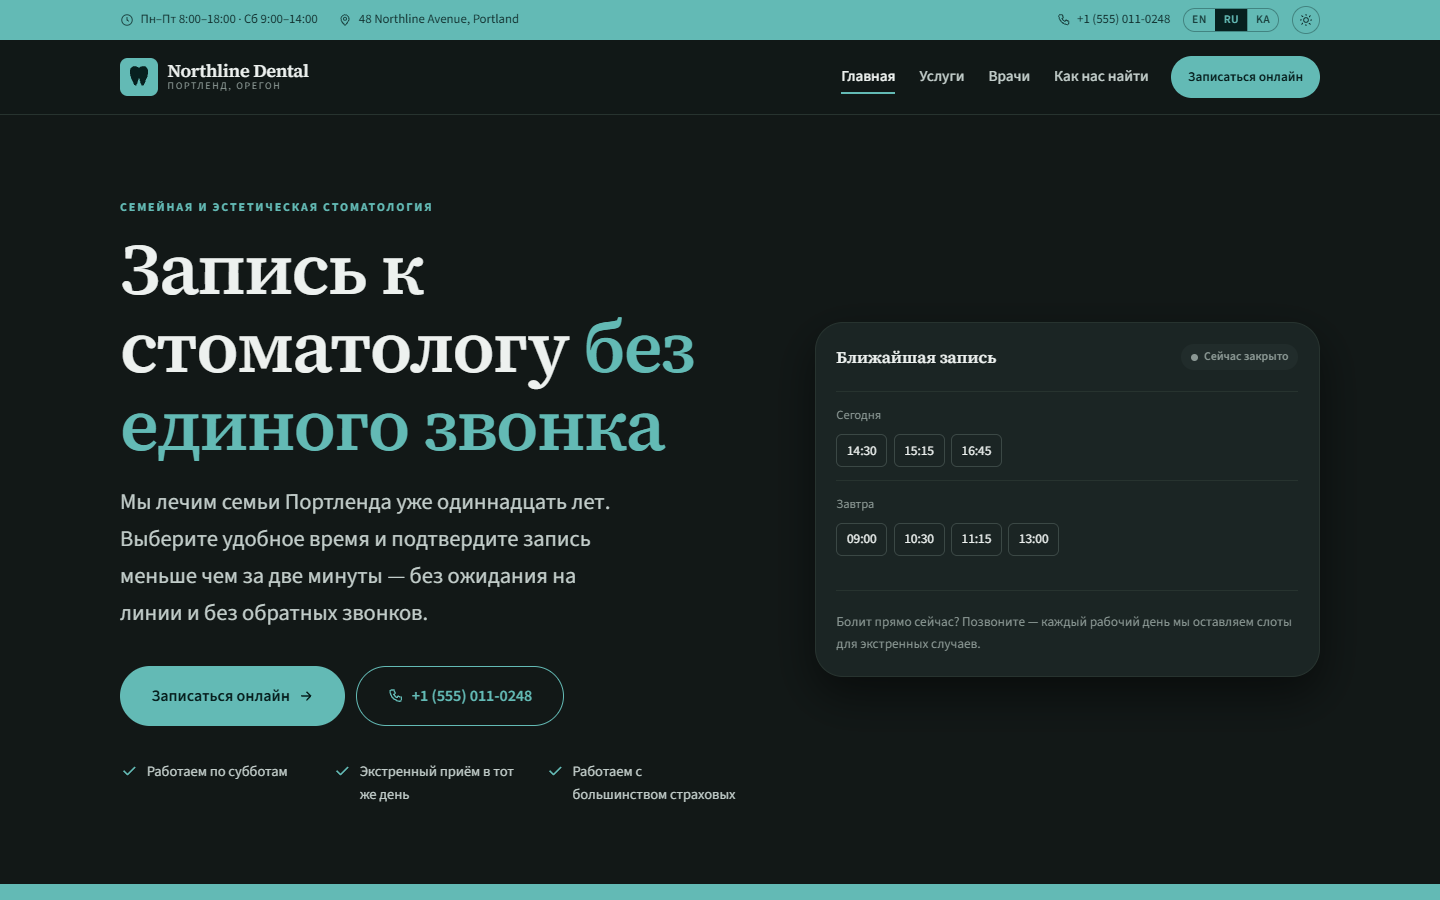 Пн–Пт 8:00–18:00 · Сб 9:00–14:00
48 Northline Avenue, Portland
+1 (555) 011-0248
EN RU KA
Northline Dental
ПОРТЛЕНД, ОРЕГОН
Главная Услуги Врачи Как нас найти Записаться онлайн
СЕМЕЙНАЯ И ЭСТЕТИЧЕСКАЯ СТОМАТОЛОГИЯ
Запись к
стоматологу без
единого звонка
Мы лечим семьи Портленда уже одиннадцать лет.
Выберите удобное время и подтвердите запись
меньше чем за две минуты — без ожидания на
линии и без обратных звонков.
Записаться онлайн
+1 (555) 011-0248
Работаем по субботам
Экстренный приём в тот
же день
Работаем с
большинством страховых
Ближайшая запись
Сейчас закрыто
Сегодня
14:30 15:15 16:45
Завтра
09:00 10:30 11:15 13:00
Болит прямо сейчас? Позвоните — каждый рабочий день мы оставляем слоты
для экстренных случаев.